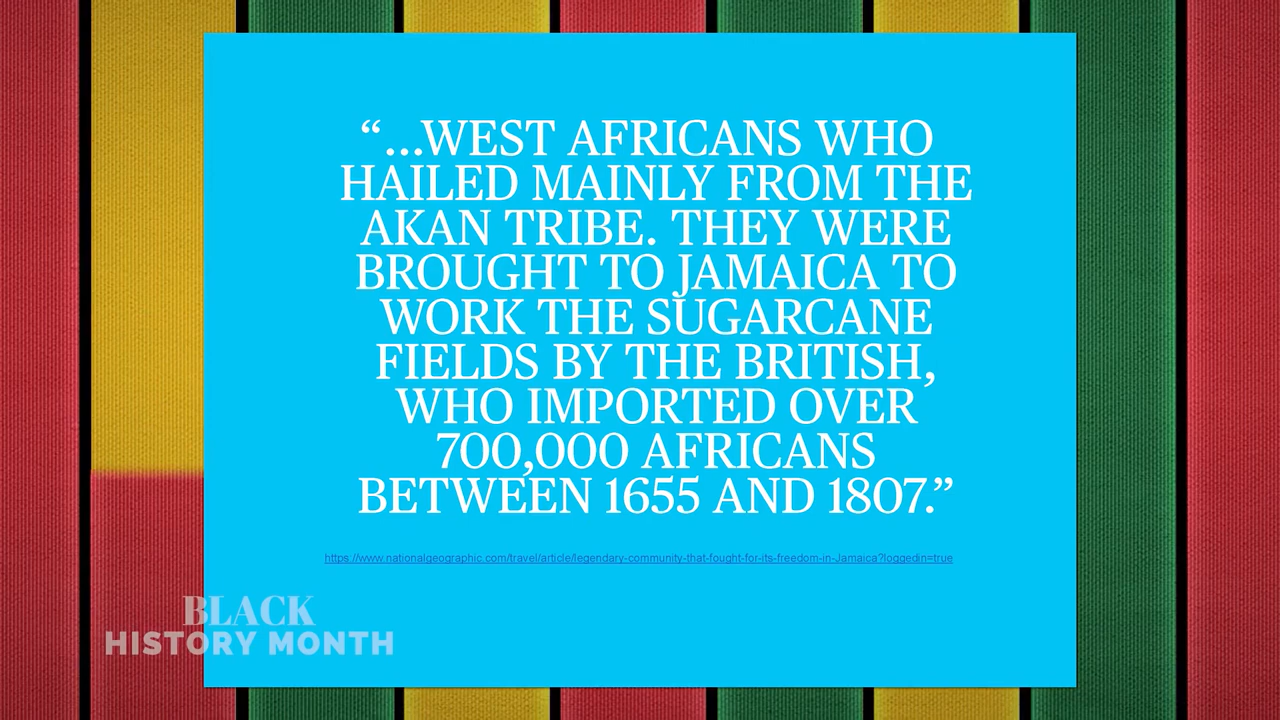 “...WEST AFRICANS WHO
HAILED MAINLY FROM THE
AKAN TRIBE. THEY WERE
BROUGHT TO JAMAICA TO
WORK THE SUGARCANE
FIELDS BY THE BRITISH,
WHO IMPORTED OVER
700,000 AFRICANS
BETWEEN 1655 AND 1807.”
https://www.nationalgeographic.com/travel/article/legendary-community-that-fought-for-its-freedom-in-Jamaica?loggedin=true
BLACK
HISTORY MONTH